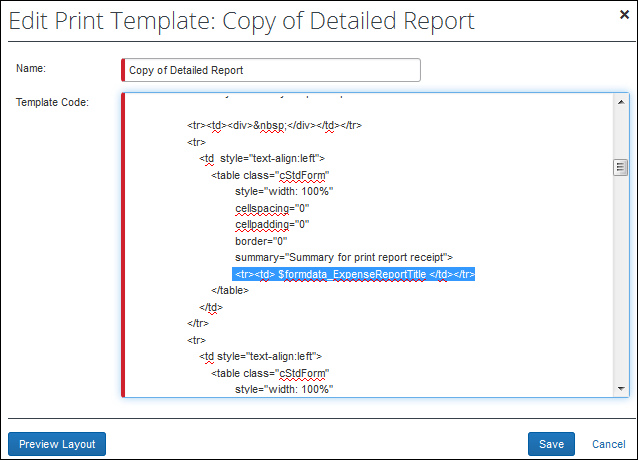 Edit Print Template: Copy of Detailed Report
Name: Copy of Detailed Report
Template Code:
<tr><td><div>&nbsp;</div></td></tr>
<tr>
<td  style="text-align:left">
<table class="cStdForm"
style="width: 100%"
cellspacing="0"
cellpadding="0"
border="0"
summary="Summary for print report receipt">
<tr><td> $formdata_ExpenseReportTitle </td></tr>
</table>
</td>
</tr>
<tr>
<td style="text-align:left">
<table class="cStdForm"
style="width: 100%"
Preview Layout Save Cancel